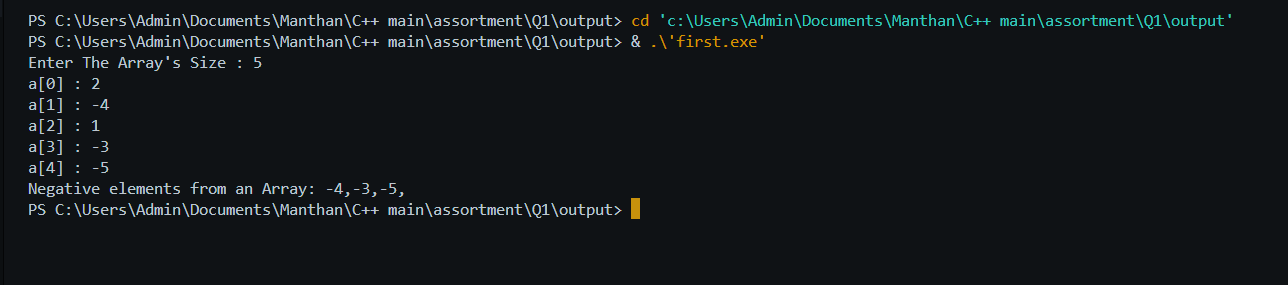 PS C:\Users\Admin\Documents\Manthan\C++ main\assortment\Q1\output> cd 'c:\Users\Admin\Documents\Manthan\C++ main\assortment\Q1\output'
PS C:\Users\Admin\Documents\Manthan\C++ main\assortment\Q1\output> & .\'first.exe'
Enter The Array's Size : 5
a[0] : 2
a[1] : -4
a[2] : 1
a[3] : -3
a[4] : -5
Negative elements from an Array: -4,-3,-5,
PS C:\Users\Admin\Documents\Manthan\C++ main\assortment\Q1\output>